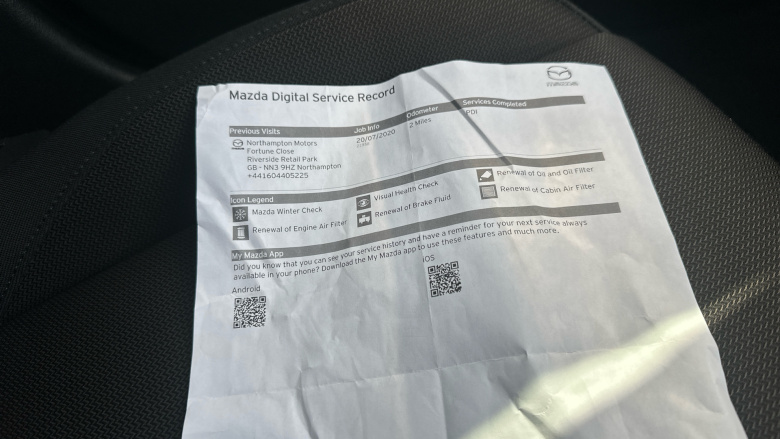 Mazda Digital Service Record
mazda
Previous Visits Job Info Odometer Services Completed
Northampton Motors 20/07/2020 2 Miles PDI
Fortune Close
Riverside Retail Park
GB - NN3 9HZ Northampton
+441604405225
Icon Legend
Mazda Winter Check Visual Health Check Renewal of Oil and Oil Filter
Renewal of Engine Air Filter Renewal of Brake Fluid Renewal of Cabin Air Filter
My Mazda App
Did you know that you can see your service history and have a reminder for your next service always
available in your phone? Download the My Mazda app to use these features and much more.
Android iOS